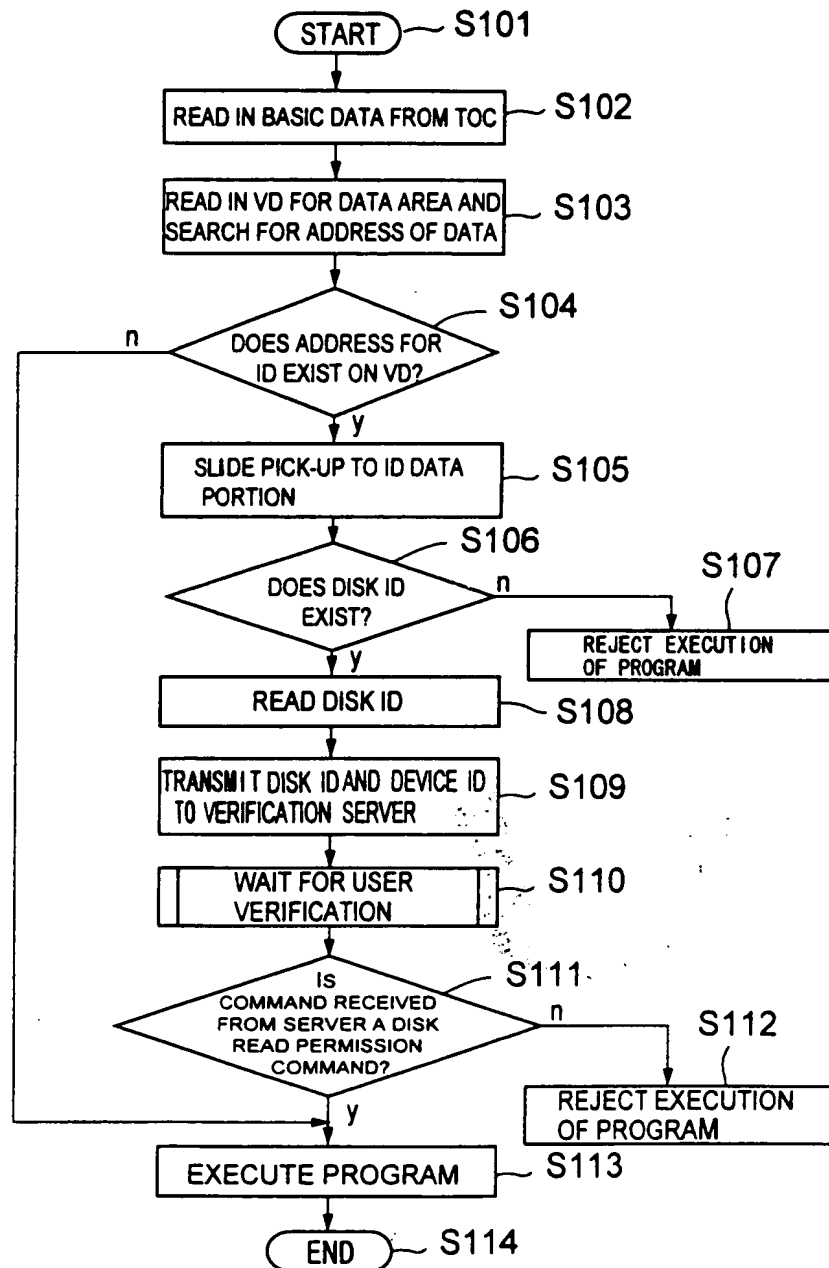 START
S101
READ IN BASIC DATA FROM TOC
S102
READ IN VD FOR DATA AREA AND
SEARCH FOR ADDRESS OF DATA
S103
S104
n
DOES ADDRESS FOR
ID EXIST ON VD?
y
SLIDE PICK-UP TO ID DATA
PORTION
S105
S106
DOES DISK ID
EXIST?
n
S107
REJECT EXECUTION
OF PROGRAM
y
READ DISK ID
S108
TRANSMIT DISK ID AND DEVICE ID
TO VERIFICATION SERVER
S109
WAIT FOR USER
VERIFICATION
S110
S111
IS
COMMAND RECEIVED
FROM SERVER A DISK
READ PERMISSION
COMMAND?
n
S112
REJECT EXECUTION
OF PROGRAM
y
EXECUTE PROGRAM
S113
END
S114